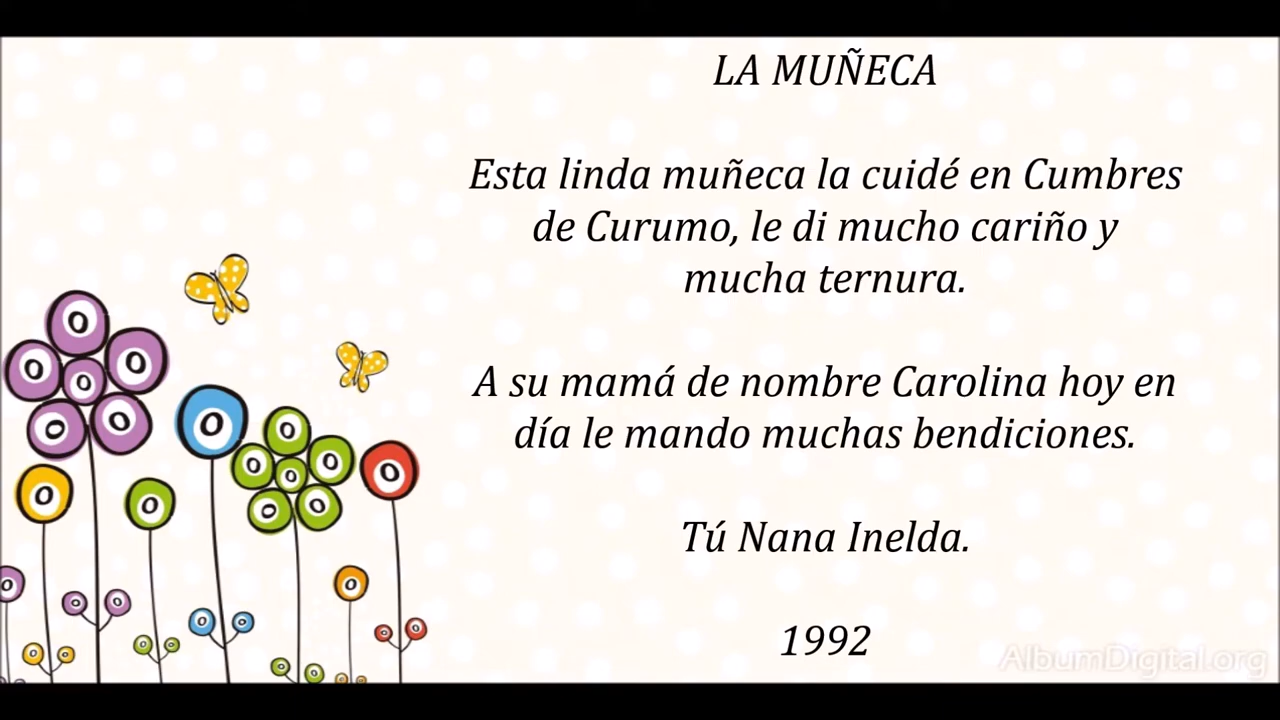 LA MUÑECA
Esta linda muñeca la cuidé en Cumbres
de Curumo, le di mucho cariño y
mucha ternura.
A su mamá de nombre Carolina hoy en
día le mando muchas bendiciones.
Tú Nana Inelda.
1992
AlbumDigital.org